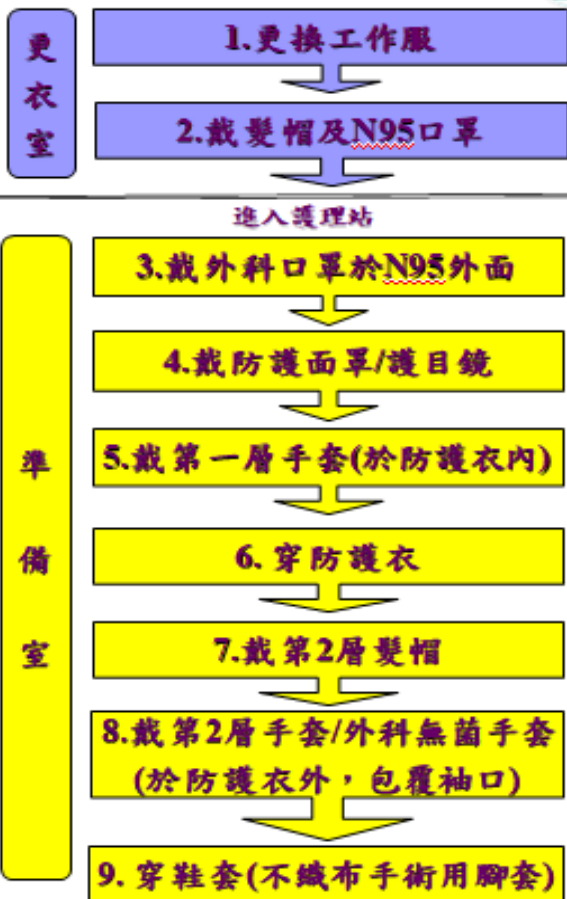 更衣室
1.更換工作服
2.戴髮帽及N95口罩
進入護理站
準備室
3.戴外科口罩於N95外面
4.戴防護面罩/護目鏡
5.戴第一層手套(於防護衣內)
6. 穿防護衣
7.戴第2層髮帽
8.戴第2層手套/外科無菌手套
(於防護衣外，包覆袖口)
9. 穿鞋套(不織布手術用腳套)